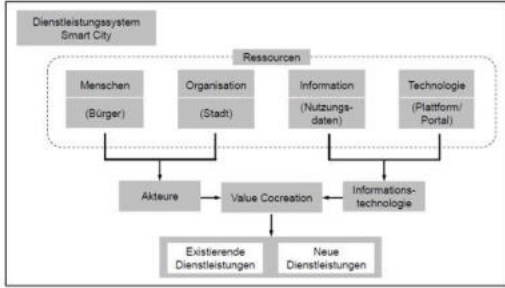 Dienstleistungssystem
Smart City
Ressourcen
Menschen
(Bürger)
Organisation
(Stadt)
Information
(Nutzungs-
daten)
Technologie
(Plattform/
Portal)
Akteure
Value Cocreation
Informations-
technologie
Existierende
Dienstleistungen
Neue
Dienstleistungen